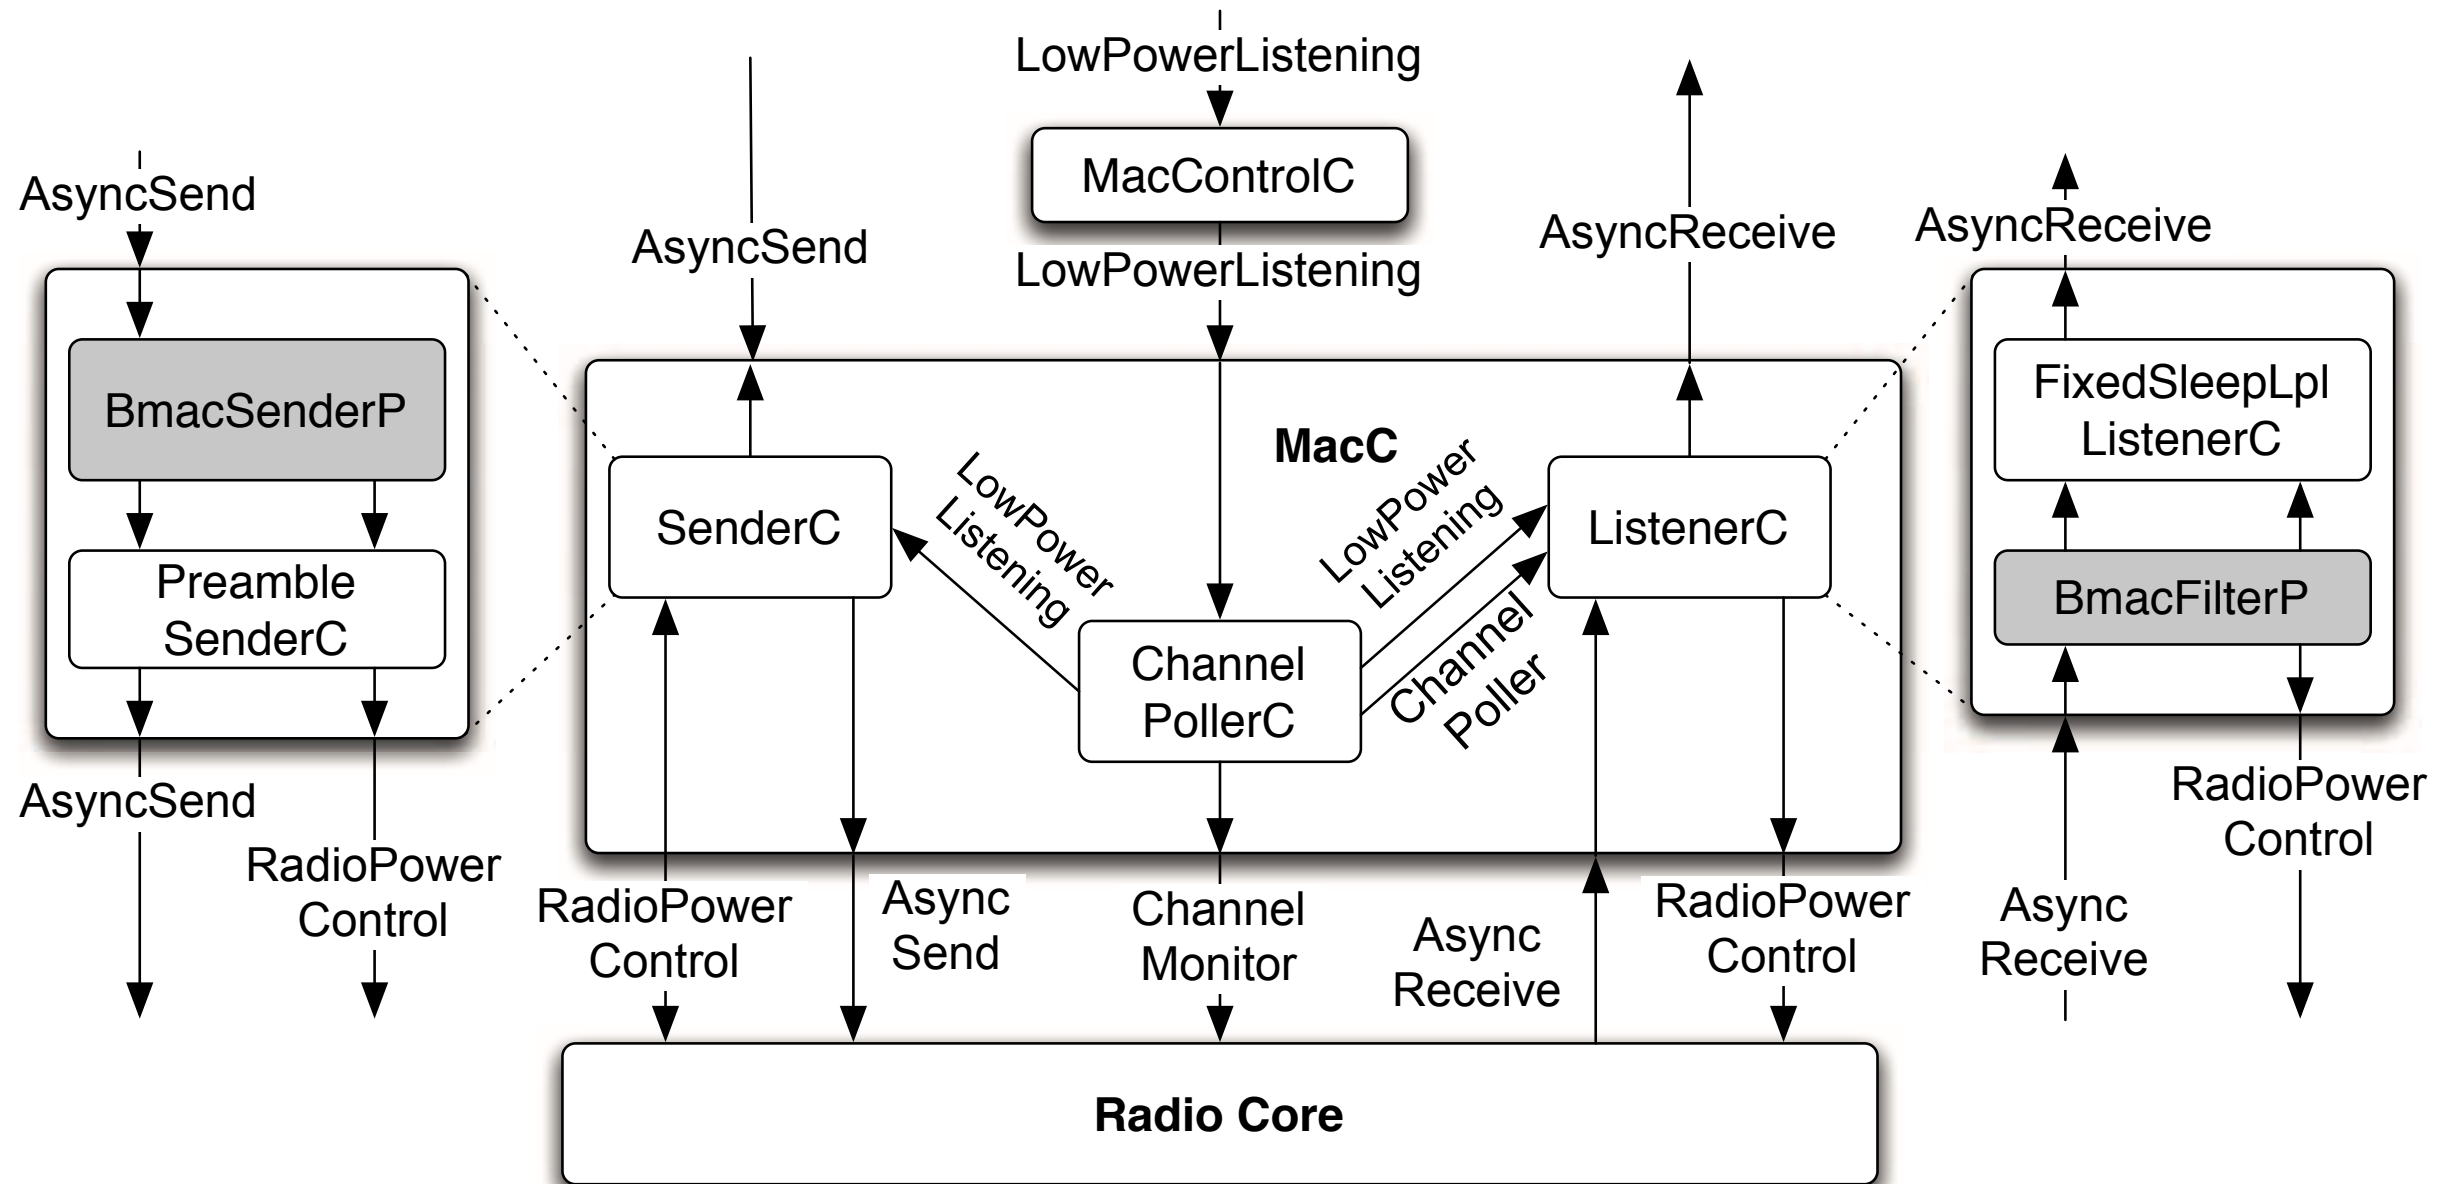 LowPowerListening
MacControlC
LowPowerListening
AsyncSend
BmacSenderP
Preamble
SenderC
AsyncSend
RadioPower
Control
AsyncSend
MacC
SenderC
LowPower
Listening
LowPower
Listening
Channel
Poller
Channel
PollerC
ListenerC
AsyncReceive
RadioPower
Control
Async
Send
Channel
Monitor
Async
Receive
RadioPower
Control
Radio Core
AsyncReceive
FixedSleepLpl
ListenerC
BmacFilterP
Async
Receive
RadioPower
Control